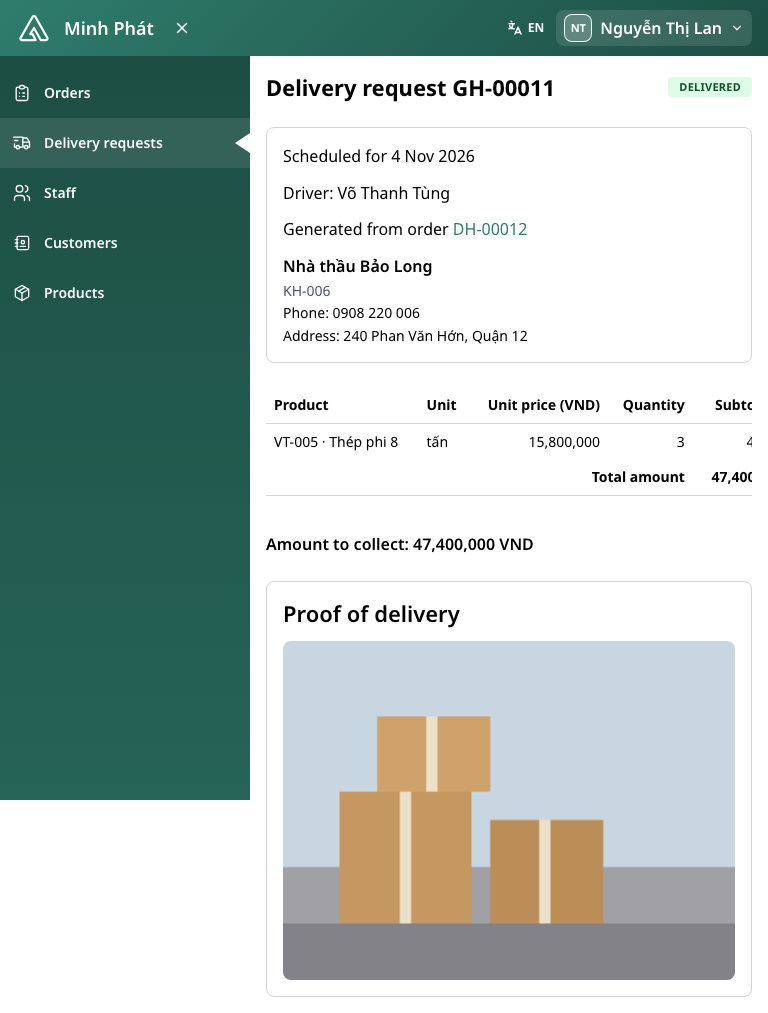 Minh Phát
EN
NT
Nguyễn Thị Lan
Orders
Delivery requests
Staff
Customers
Products
Delivery request GH-00011
DELIVERED
Scheduled for 4 Nov 2026
Driver: Võ Thanh Tùng
Generated from order DH-00012
Nhà thầu Bảo Long
KH-006
Phone: 0908 220 006
Address: 240 Phan Văn Hớn, Quận 12
Product Unit Unit price (VND) Quantity
VT-005 · Thép phi 8 tấn 15,800,000 3
Total amount
Amount to collect: 47,400,000 VND
Proof of delivery